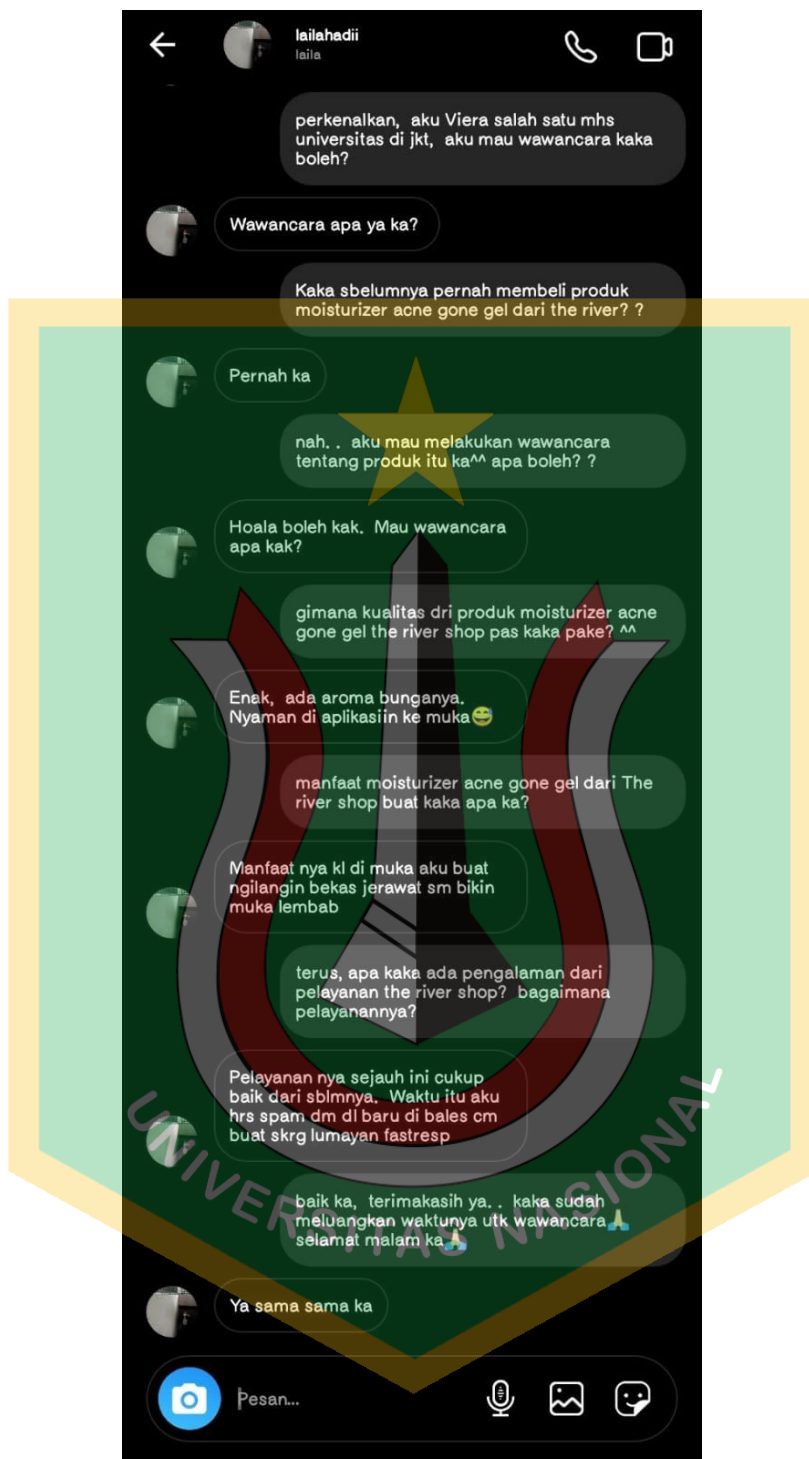 lailahadii
laila
perkenalkan, aku Viera salah satu mhs
universitas di jkt, aku mau wawancara kaka
boleh?
Wawancara apa ya ka?
Kaka sbelumnya pernah membeli produk
moisturizer acne gone gel dari the river? ?
Pernah ka
nah. . aku mau melakukan wawancara
tentang produk itu ka^^ apa boleh? ?
Hoala boleh kak. Mau wawancara
apa kak?
gimana kualitas dri produk moisturizer acne
gone gel the river shop pas kaka pake? ^^
Enak, ada aroma bunganya.
Nyaman di aplikasiin ke muka😅
manfaat moisturizer acne gone gel dari The
river shop buat kaka apa ka?
Manfaat nya kl di muka aku buat
ngilangin bekas jerawat sm bikin
muka lembab
terus, apa kaka ada pengalaman dari
pelayanan the river shop? bagaimana
pelayanannya?
Pelayanan nya sejauh ini cukup
baik dari sblmnya. Waktu itu aku
hrs spam dm dl baru di bales cm
buat skrg lumayan fastresp
baik ka, terimakasih ya. . kaka sudah
meluangkan waktunya utk wawancara🙏
selamat malam ka🙏
Ya sama sama ka
Pesan...
UNIVERSITAS NASIONAL